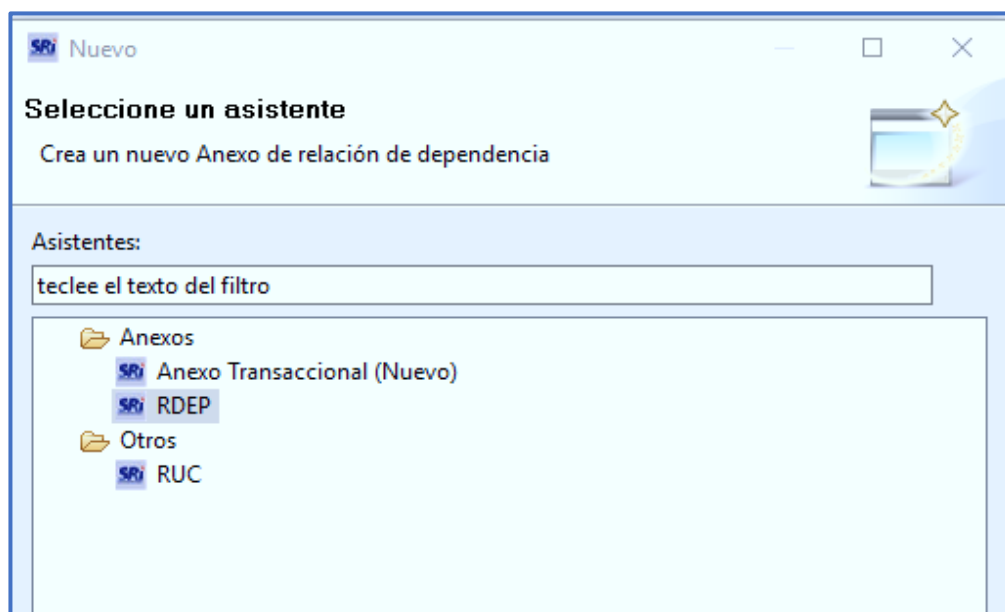 SRi Nuevo
Seleccione un asistente
Crea un nuevo Anexo de relación de dependencia
Asistentes:
teclee el texto del filtro
Anexos
SRi Anexo Transaccional (Nuevo)
SRi RDEP
Otros
SRi RUC